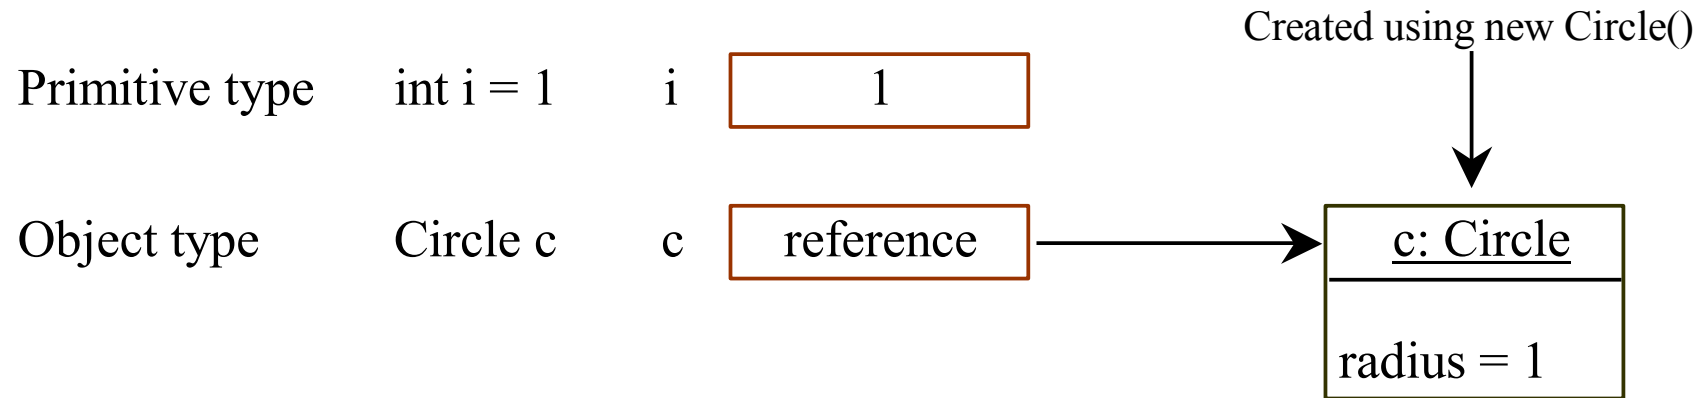 Created using new Circle()
Primitive type int i = 1 i 1
Object type Circle c c reference c: Circle
radius = 1